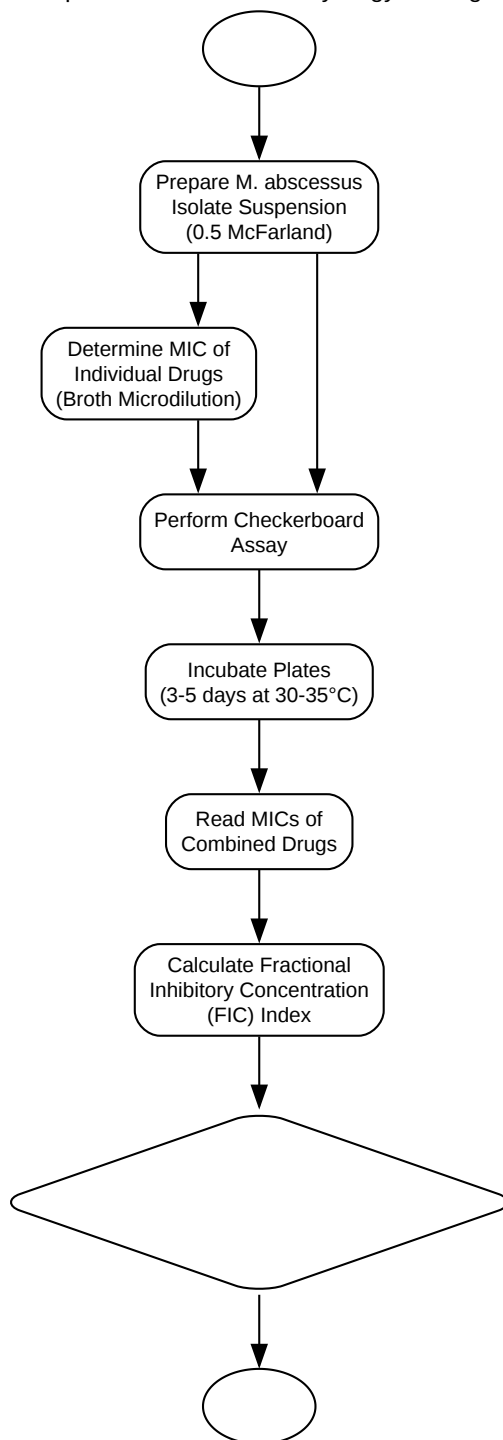 Prepare M. abscessus
Isolate Suspension
(0.5 McFarland)
Determine MIC of
Individual Drugs
(Broth Microdilution)
Perform Checkerboard
Assay
Incubate Plates
(3-5 days at 30-35°C)
Read MICs of
Combined Drugs
Calculate Fractional
Inhibitory Concentration
(FIC) Index